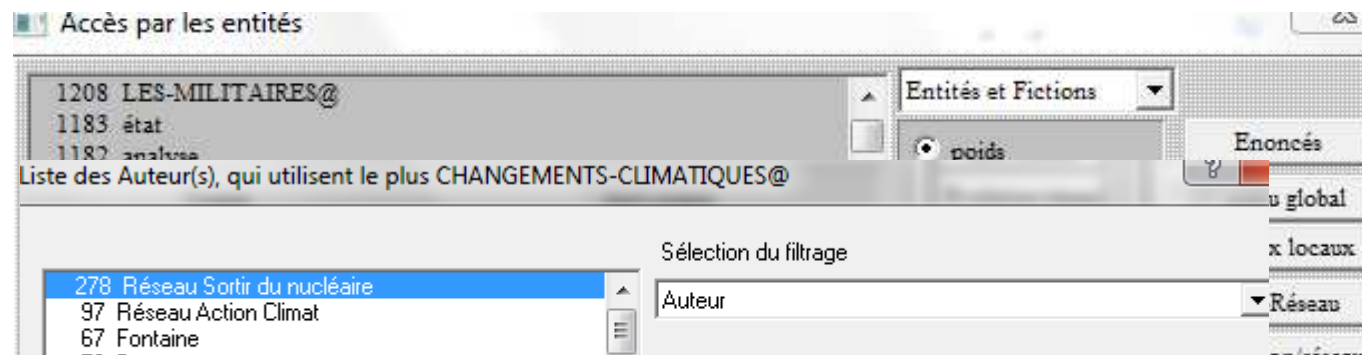 Accès par les entités
1208 LES-MILITAIRES@
Entités et Fictions
1183 état
1182 analyse
poids
Enoncés
Liste des Auteur(s), qui utilisent le plus CHANGEMENTS-CLIMATIQUES@
?
global
Sélection du filtrage
locaux
278 Réseau Sortir du nucléaire
Auteur
Réseau
97 Réseau Action Climat
67 Fontaine